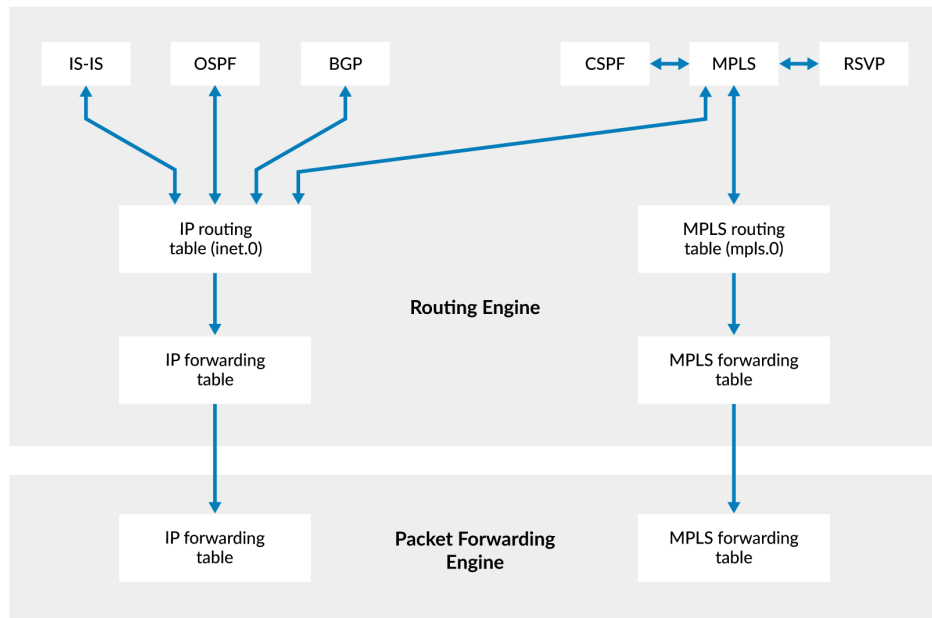 IS-IS
OSPF
BGP
CSPF
MPLS
RSVP
IP routing
table (inet.0)
MPLS routing
table (mpls.0)
Routing Engine
IP forwarding
table
MPLS forwarding
table
IP forwarding
table
Packet Forwarding
Engine
MPLS forwarding
table